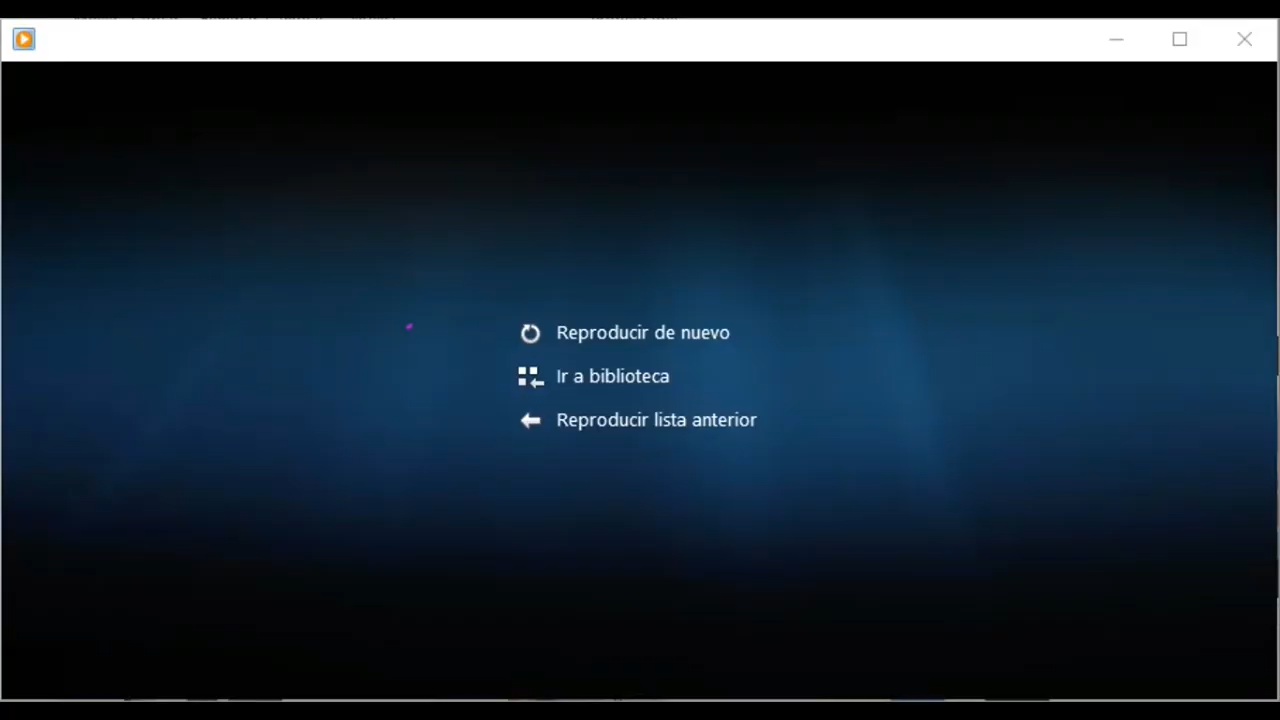 Reproducir de nuevo
Ir a biblioteca
Reproducir lista anterior